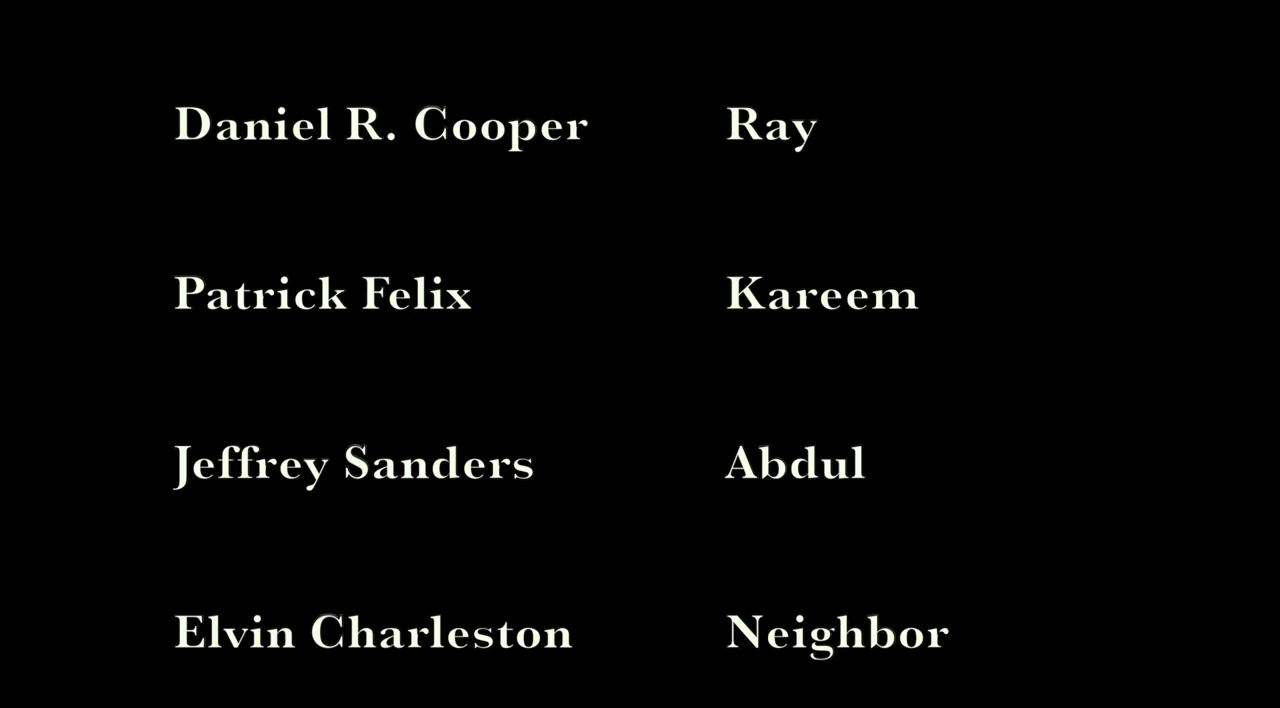 Daniel R. Cooper Ray
Patrick Felix Kareem
Jeffrey Sanders Abdul
Elvin Charleston Neighbor